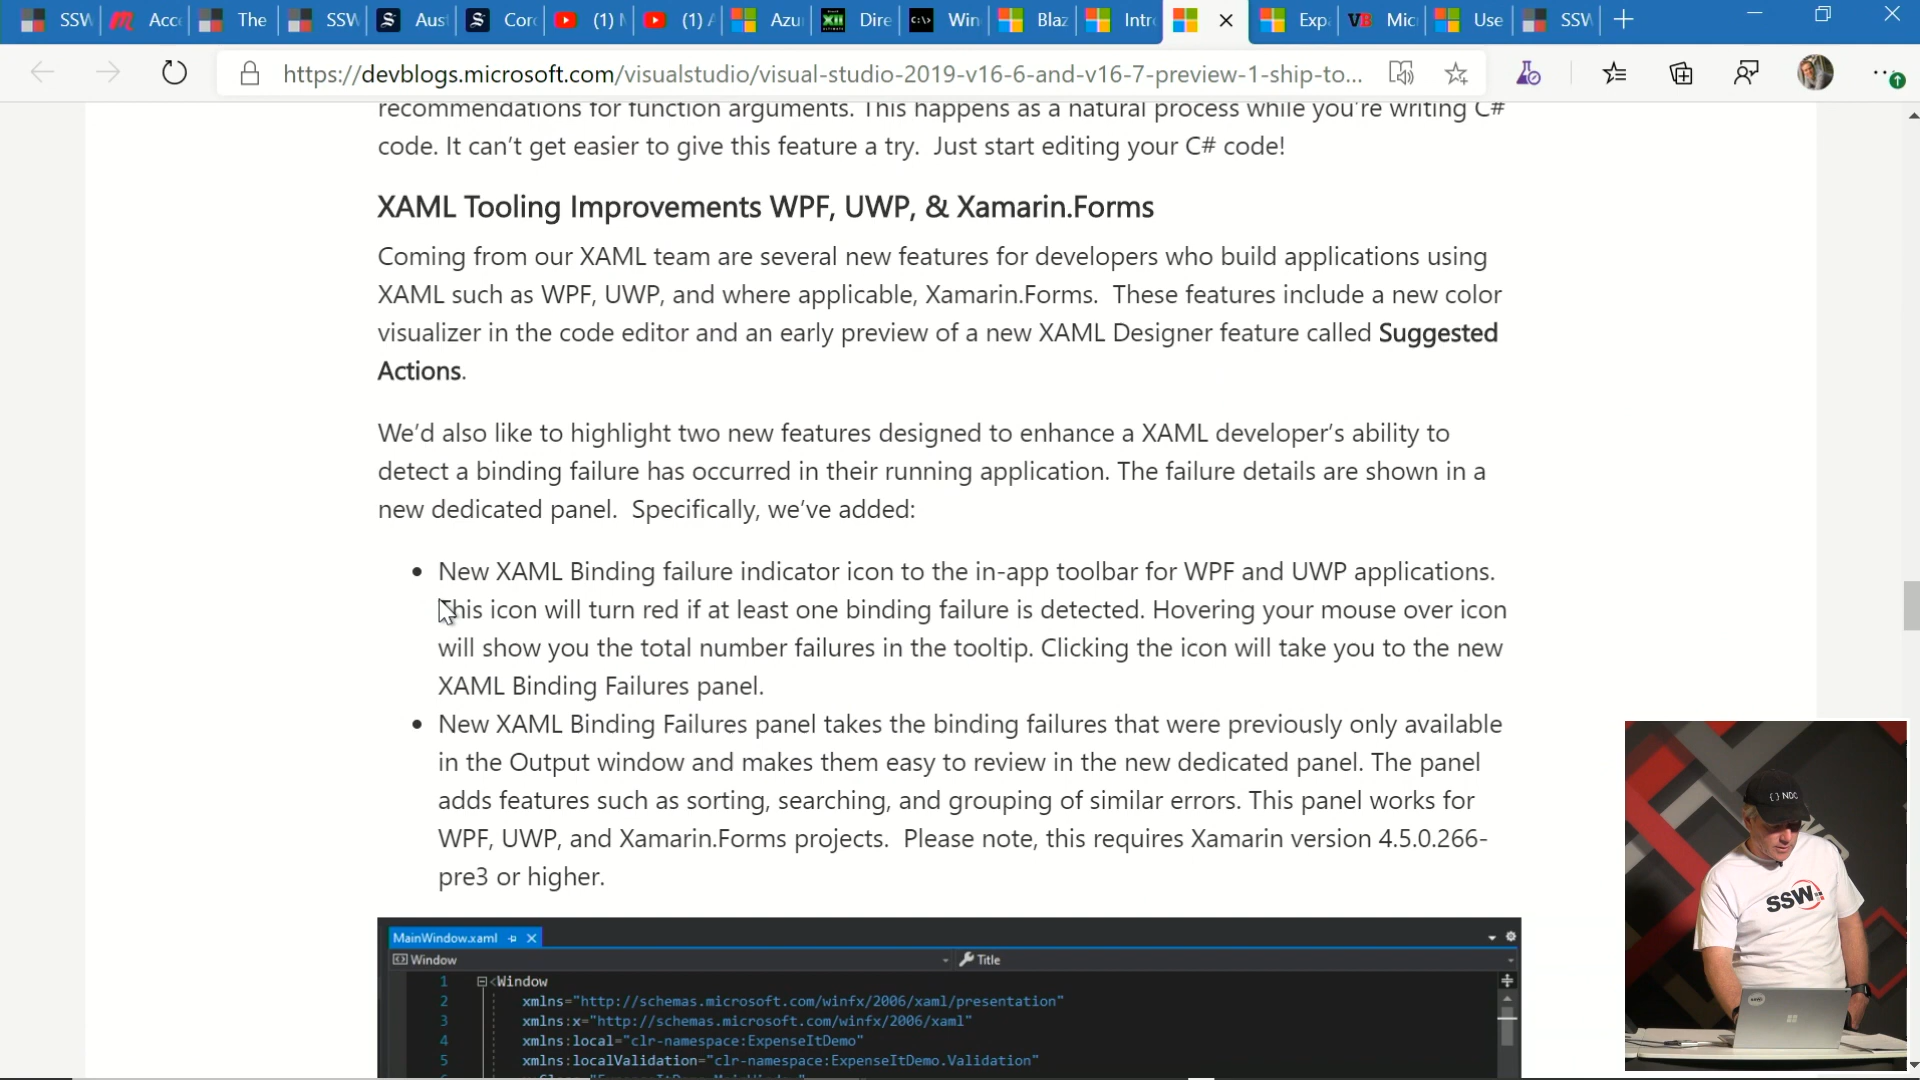 SSW Acc The SSW Aus Cor (1) (1) Azu Dire Win Blaz Intro Exp Mic Use SSW
https://devblogs.microsoft.com/visualstudio/visual-studio-2019-v16-6-and-v16-7-preview-1-ship-to...
recommendations for function arguments. This happens as a natural process while you're writing C#
code. It can't get easier to give this feature a try.  Just start editing your C# code!
XAML Tooling Improvements WPF, UWP, & Xamarin.Forms
Coming from our XAML team are several new features for developers who build applications using
XAML such as WPF, UWP, and where applicable, Xamarin.Forms.  These features include a new color
visualizer in the code editor and an early preview of a new XAML Designer feature called Suggested
Actions.
We'd also like to highlight two new features designed to enhance a XAML developer's ability to
detect a binding failure has occurred in their running application. The failure details are shown in a
new dedicated panel.  Specifically, we've added:
• New XAML Binding failure indicator icon to the in-app toolbar for WPF and UWP applications.
This icon will turn red if at least one binding failure is detected. Hovering your mouse over icon
will show you the total number failures in the tooltip. Clicking the icon will take you to the new
XAML Binding Failures panel.
• New XAML Binding Failures panel takes the binding failures that were previously only available
in the Output window and makes them easy to review in the new dedicated panel. The panel
adds features such as sorting, searching, and grouping of similar errors. This panel works for
WPF, UWP, and Xamarin.Forms projects.  Please note, this requires Xamarin version 4.5.0.266-
pre3 or higher.
MainWindow.xaml
Window Title
1 <Window
2 xmlns="http://schemas.microsoft.com/winfx/2006/xaml/presentation"
3 xmlns:x="http://schemas.microsoft.com/winfx/2006/xaml"
4 xmlns:local="clr-namespace:ExpenseItDemo"
5 xmlns:localValidation="clr-namespace:ExpenseItDemo.Validation"
{} NDC
SSW